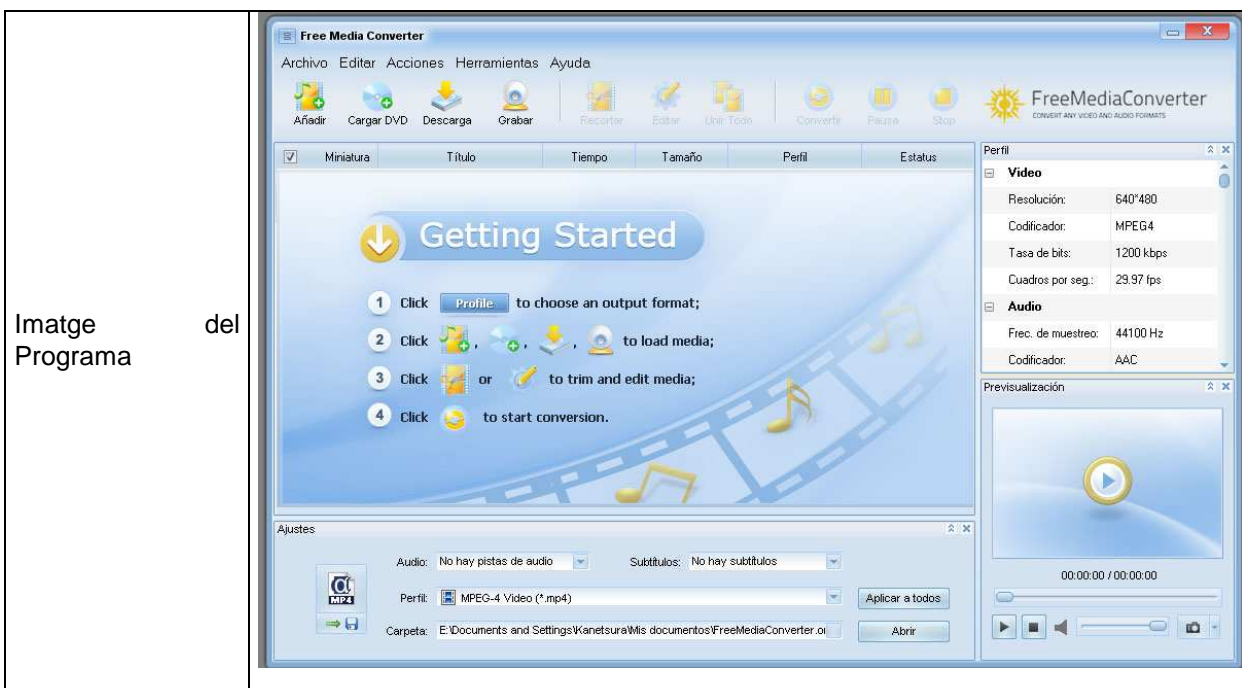 Imatge del
Programa
Free Media Converter
Archivo Editar Acciones Herramientas Ayuda
Añadir Cargar DVD Descarga Grabar Recortar Editar Unir Todo Convertir Pausa Stop
FreeMediaConverter
CONVERT ANY VIDEO AND AUDIO FORMATS
Miniatura Título Tiempo Tamaño Perfil Estatus
Getting Started
1 Click Profile to choose an output format;
2 Click , , , to load media;
3 Click or to trim and edit media;
4 Click to start conversion.
Perfil
Video
Resolución: 640*480
Codificador: MPEG4
Tasa de bits: 1200 kbps
Cuadros por seg.: 29.97 fps
Audio
Frec. de muestreo: 44100 Hz
Codificador: AAC
Previsualización
00:00:00 / 00:00:00
Ajustes
Audio: No hay pistas de audio Subtítulos: No hay subtítulos
MP4
Perfil: MPEG-4 Video (*.mp4) Aplicar a todos
Carpeta: E:\Documents and Settings\Kanetsura\Mis documentos\FreeMediaConverter.or Abrir